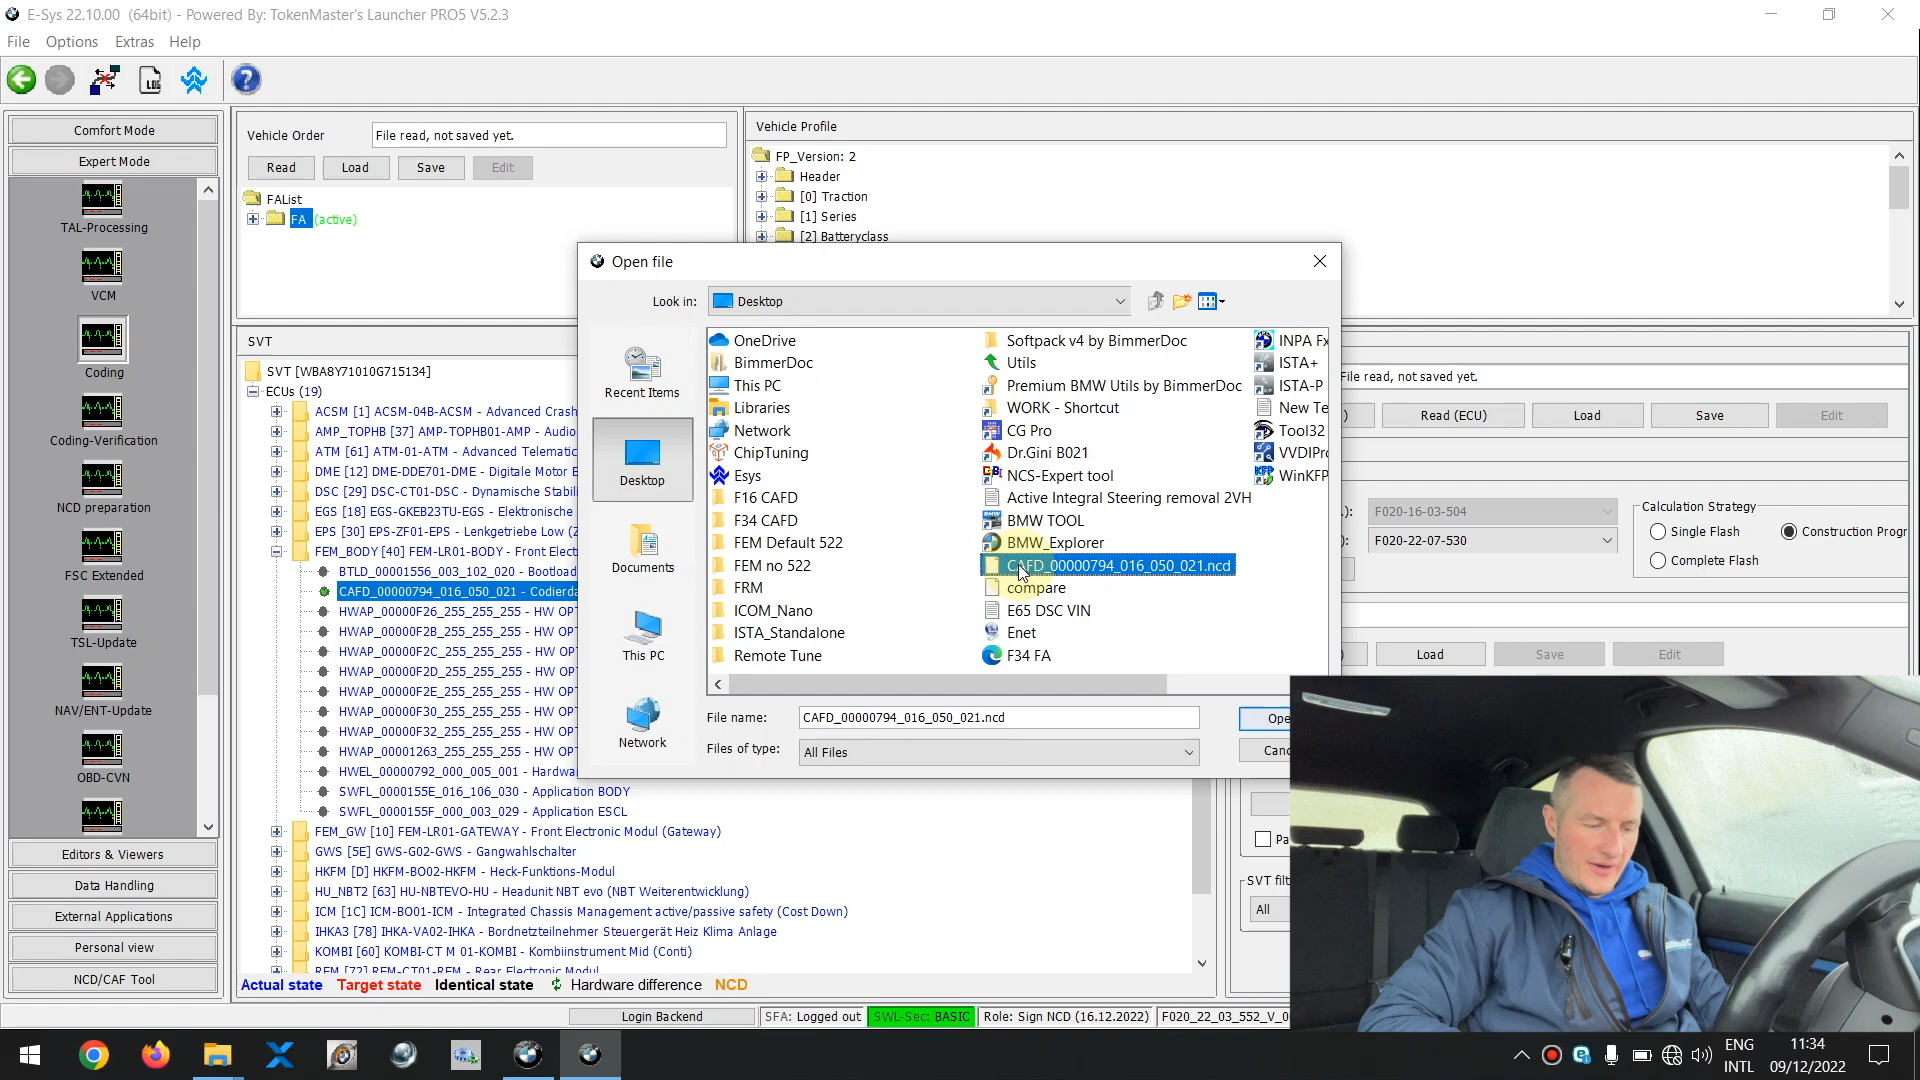 E-Sys 22.10.00 (64bit) - Powered By: TokenMaster's Launcher PRO5 V5.2.3
File Options Extras Help
Comfort Mode
Expert Mode
TAL-Processing
VCM
Coding
Coding-Verification
NCD preparation
FSC Extended
TSL-Update
NAV/ENT-Update
OBD-CVN
Editors & Viewers
Data Handling
External Applications
Personal view
NCD/CAF Tool
Vehicle Order File read, not saved yet.
Read Load Save Edit
FAList
FA (active)
Vehicle Profile
FP_Version: 2
Header
[0] Traction
[1] Series
[2] Batteryclass
SVT
SVT [WBA8Y71010G715134]
ECUs (19)
ACSM [1] ACSM-04B-ACSM - Advanced Crash
AMP_TOPHB [37] AMP-TOPHB01-AMP - Audio
ATM [61] ATM-01-ATM - Advanced Telematic
DME [12] DME-DDE701-DME - Digitale Motor E
DSC [29] DSC-CT01-DSC - Dynamische Stabili
EGS [18] EGS-GKEB23TU-EGS - Elektronische
EPS [30] EPS-ZF01-EPS - Lenkgetriebe Low (Z
FEM_BODY [40] FEM-LR01-BODY - Front Elect
BTLD_00001556_003_102_020 - Bootload
CAFD_00000794_016_050_021 - Codierda
HWAP_00000F26_255_255_255 - HW OPT
HWAP_00000F2B_255_255_255 - HW OPT
HWAP_00000F2C_255_255_255 - HW OPT
HWAP_00000F2D_255_255_255 - HW OPT
HWAP_00000F2E_255_255_255 - HW OPT
HWAP_00000F30_255_255_255 - HW OPT
HWAP_00000F32_255_255_255 - HW OPT
HWAP_00001263_255_255_255 - HW OPT
HWEL_00000792_000_005_001 - Hardwa
SWFL_0000155E_016_106_030 - Application BODY
SWFL_0000155F_000_003_029 - Application ESCL
FEM_GW [10] FEM-LR01-GATEWAY - Front Electronic Modul (Gateway)
GWS [5E] GWS-G02-GWS - Gangwahlschalter
HKFM [D] HKFM-BO02-HKFM - Heck-Funktions-Modul
HU_NBT2 [63] HU-NBTEVO-HU - Headunit NBT evo (NBT Weiterentwicklung)
ICM [1C] ICM-BO01-ICM - Integrated Chassis Management active/passive safety (Cost Down)
IHKA3 [78] IHKA-VA02-IHKA - Bordnetzteilnehmer Steuergerät Heiz Klima Anlage
KOMBI [60] KOMBI-CT M 01-KOMBI - Kombiinstrument Mid (Conti)
REM [72] REM-CT01-REM - Rear Electronic Modul
Actual state Target state Identical state Hardware difference NCD
Open file
Look in: Desktop
Recent Items
Desktop
Documents
This PC
Network
OneDrive
BimmerDoc
This PC
Libraries
Network
ChipTuning
Esys
F16 CAFD
F34 CAFD
FEM Default 522
FEM no 522
FRM
ICOM_Nano
ISTA_Standalone
Remote Tune
Softpack v4 by BimmerDoc
Utils
Premium BMW Utils by BimmerDoc
WORK - Shortcut
CG Pro
Dr.Gini B021
NCS-Expert tool
Active Integral Steering removal 2VH
BMW TOOL
BMW_Explorer
CAFD_00000794_016_050_021.ncd
compare
E65 DSC VIN
Enet
F34 FA
INPA Fx
ISTA+
ISTA-P
New Te
Tool32
VVDIPr
WinKFP
File name: CAFD_00000794_016_050_021.ncd
Files of type: All Files
Ope
Canc
File read, not saved yet.
) Read (ECU) Load Save Edit
): F020-16-03-504
): F020-22-07-530
Calculation Strategy
Single Flash Construction Progr
Complete Flash
) Load Save Edit
Pa
SVT filt
All
Login Backend SFA: Logged out SWL-Sec: BASIC Role: Sign NCD (16.12.2022) F020_22_03_552_V_0
ENG
INTL
11:34
09/12/2022